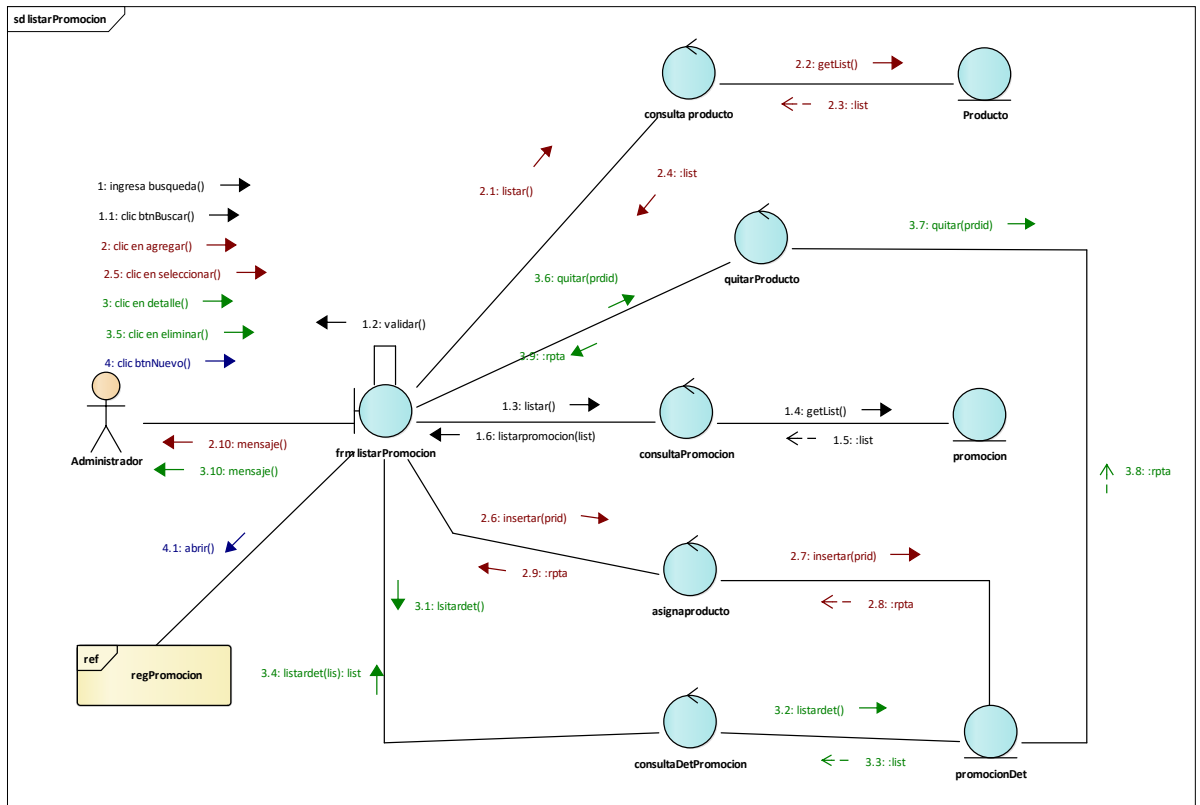 sd listarPromocion
2.2: getList()
2.3: :list
consulta producto
Producto
2.1: listar()
2.4: :list
1: ingresa busqueda()
1.1: clic btnBuscar()
2: clic en agregar()
2.5: clic en seleccionar()
3: clic en detalle()
3.5: clic en eliminar()
4: clic btnNuevo()
3.7: quitar(prdid)
quitarProducto
3.6: quitar(prdid)
1.2: validar()
3.9: :rpta
1.3: listar()
1.4: getList()
1.6: listarpromocion(list)
1.5: :list
2.10: mensaje()
3.10: mensaje()
Administrador
frm listarPromocion
consultaPromocion
promocion
3.8: :rpta
2.6: insertar(prid)
4.1: abrir()
2.7: insertar(prid)
2.9: :rpta
3.1: lsitardet()
2.8: :rpta
asignaproducto
ref
regPromocion
3.4: listardet(lis): list
3.2: listardet()
consultaDetPromocion
3.3: :list
promocionDet